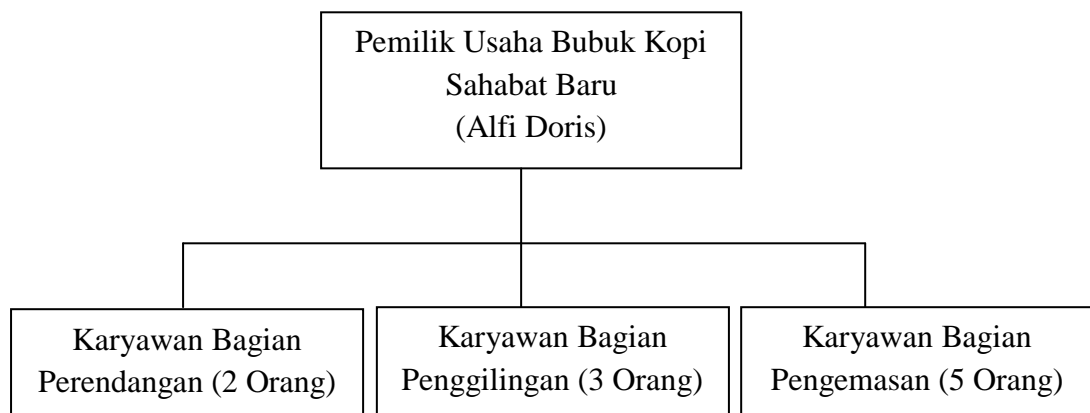 Pemilik Usaha Bubuk Kopi
Sahabat Baru
(Alfi Doris)
Karyawan Bagian
Perendangan (2 Orang)
Karyawan Bagian
Penggilingan (3 Orang)
Karyawan Bagian
Pengemasan (5 Orang)